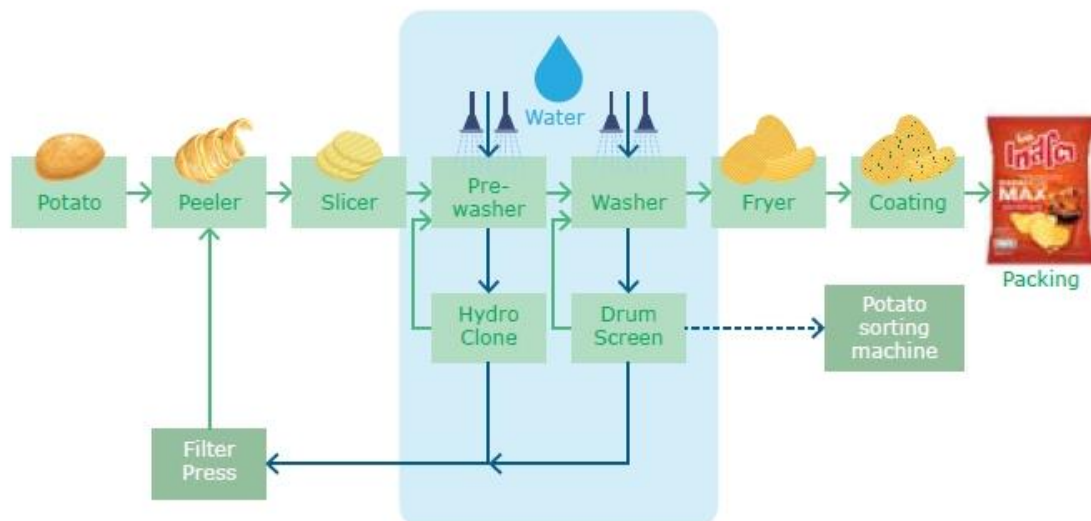 Water
Potato
Peeler
Slicer
Pre-
washer
Washer
Fryer
Coating
MAX
Packing
Hydro
Clone
Drum
Screen
Potato
sorting
machine
Filter
Press